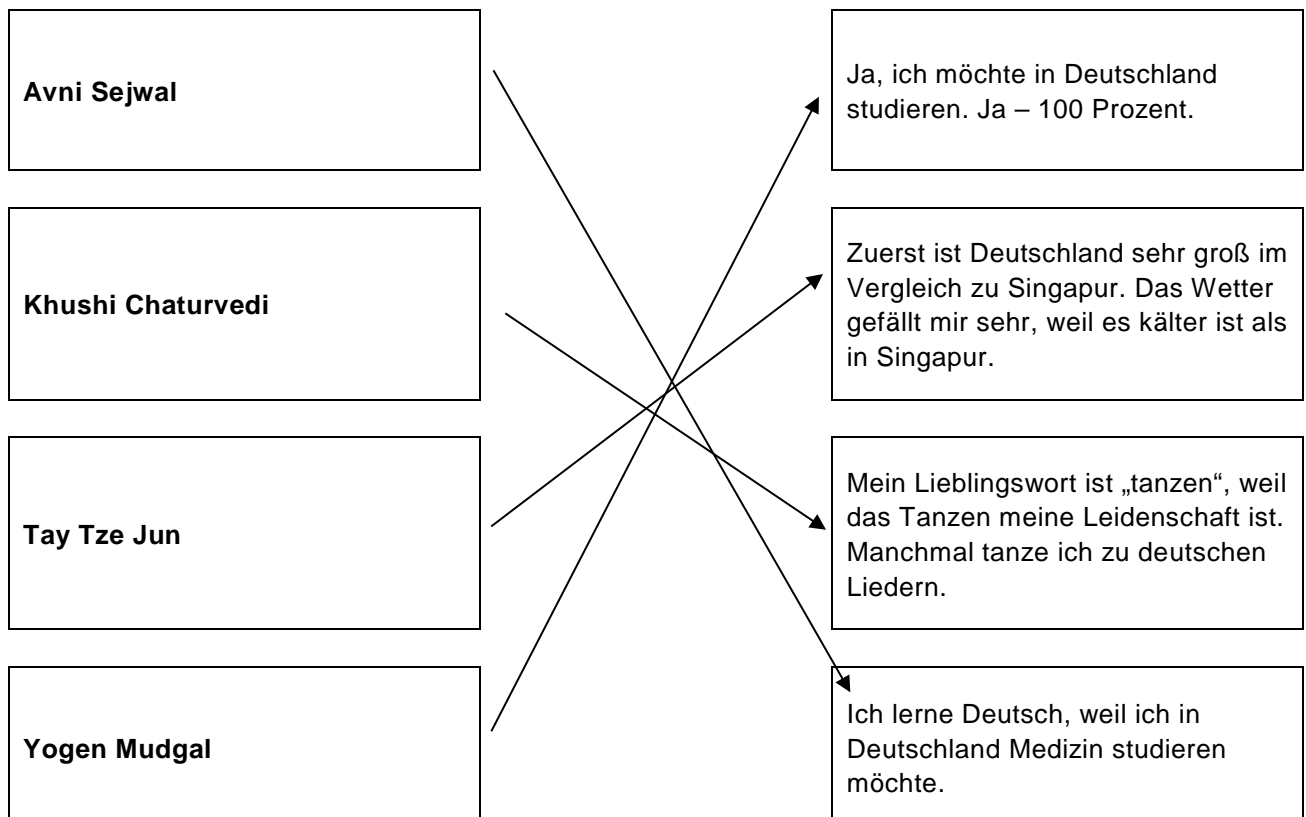 Avni Sejwal
Ja, ich möchte in Deutschland
studieren. Ja – 100 Prozent.
Khushi Chaturvedi
Zuerst ist Deutschland sehr groß im
Vergleich zu Singapur. Das Wetter
gefällt mir sehr, weil es kälter ist als
in Singapur.
Tay Tze Jun
Mein Lieblingswort ist „tanzen“, weil
das Tanzen meine Leidenschaft ist.
Manchmal tanze ich zu deutschen
Liedern.
Yogen Mudgal
Ich lerne Deutsch, weil ich in
Deutschland Medizin studieren
möchte.